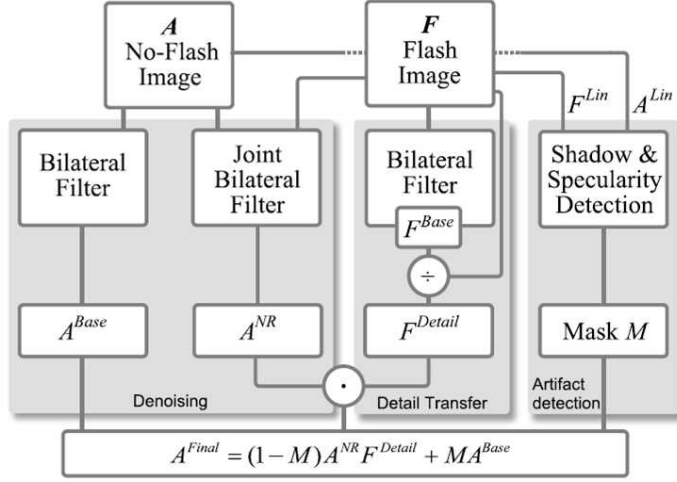 A
No-Flash
Image
F
Flash
Image
F^Lin
A^Lin
Bilateral
Filter
Joint
Bilateral
Filter
Bilateral
Filter
F^Base
Shadow &
Specularity
Detection
÷
A^Base
A^NR
F^Detail
Mask M
·
Denoising
Detail Transfer
Artifact
detection
A^Final = (1−M)A^NR F^Detail + MA^Base